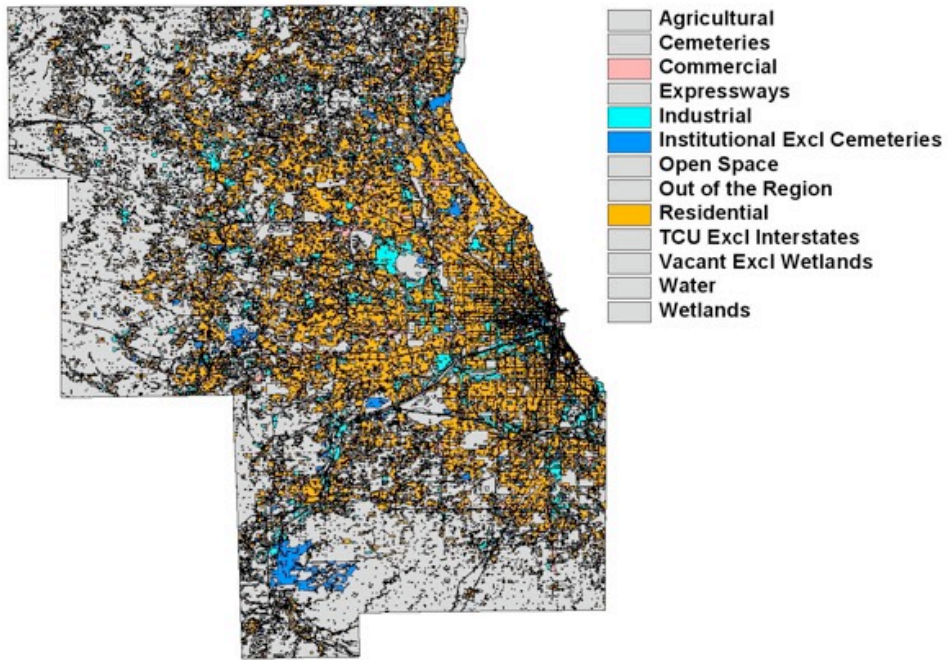 Agricultural
Cemeteries
Commercial
Expressways
Industrial
Institutional Excl Cemeteries
Open Space
Out of the Region
Residential
TCU Excl Interstates
Vacant Excl Wetlands
Water
Wetlands